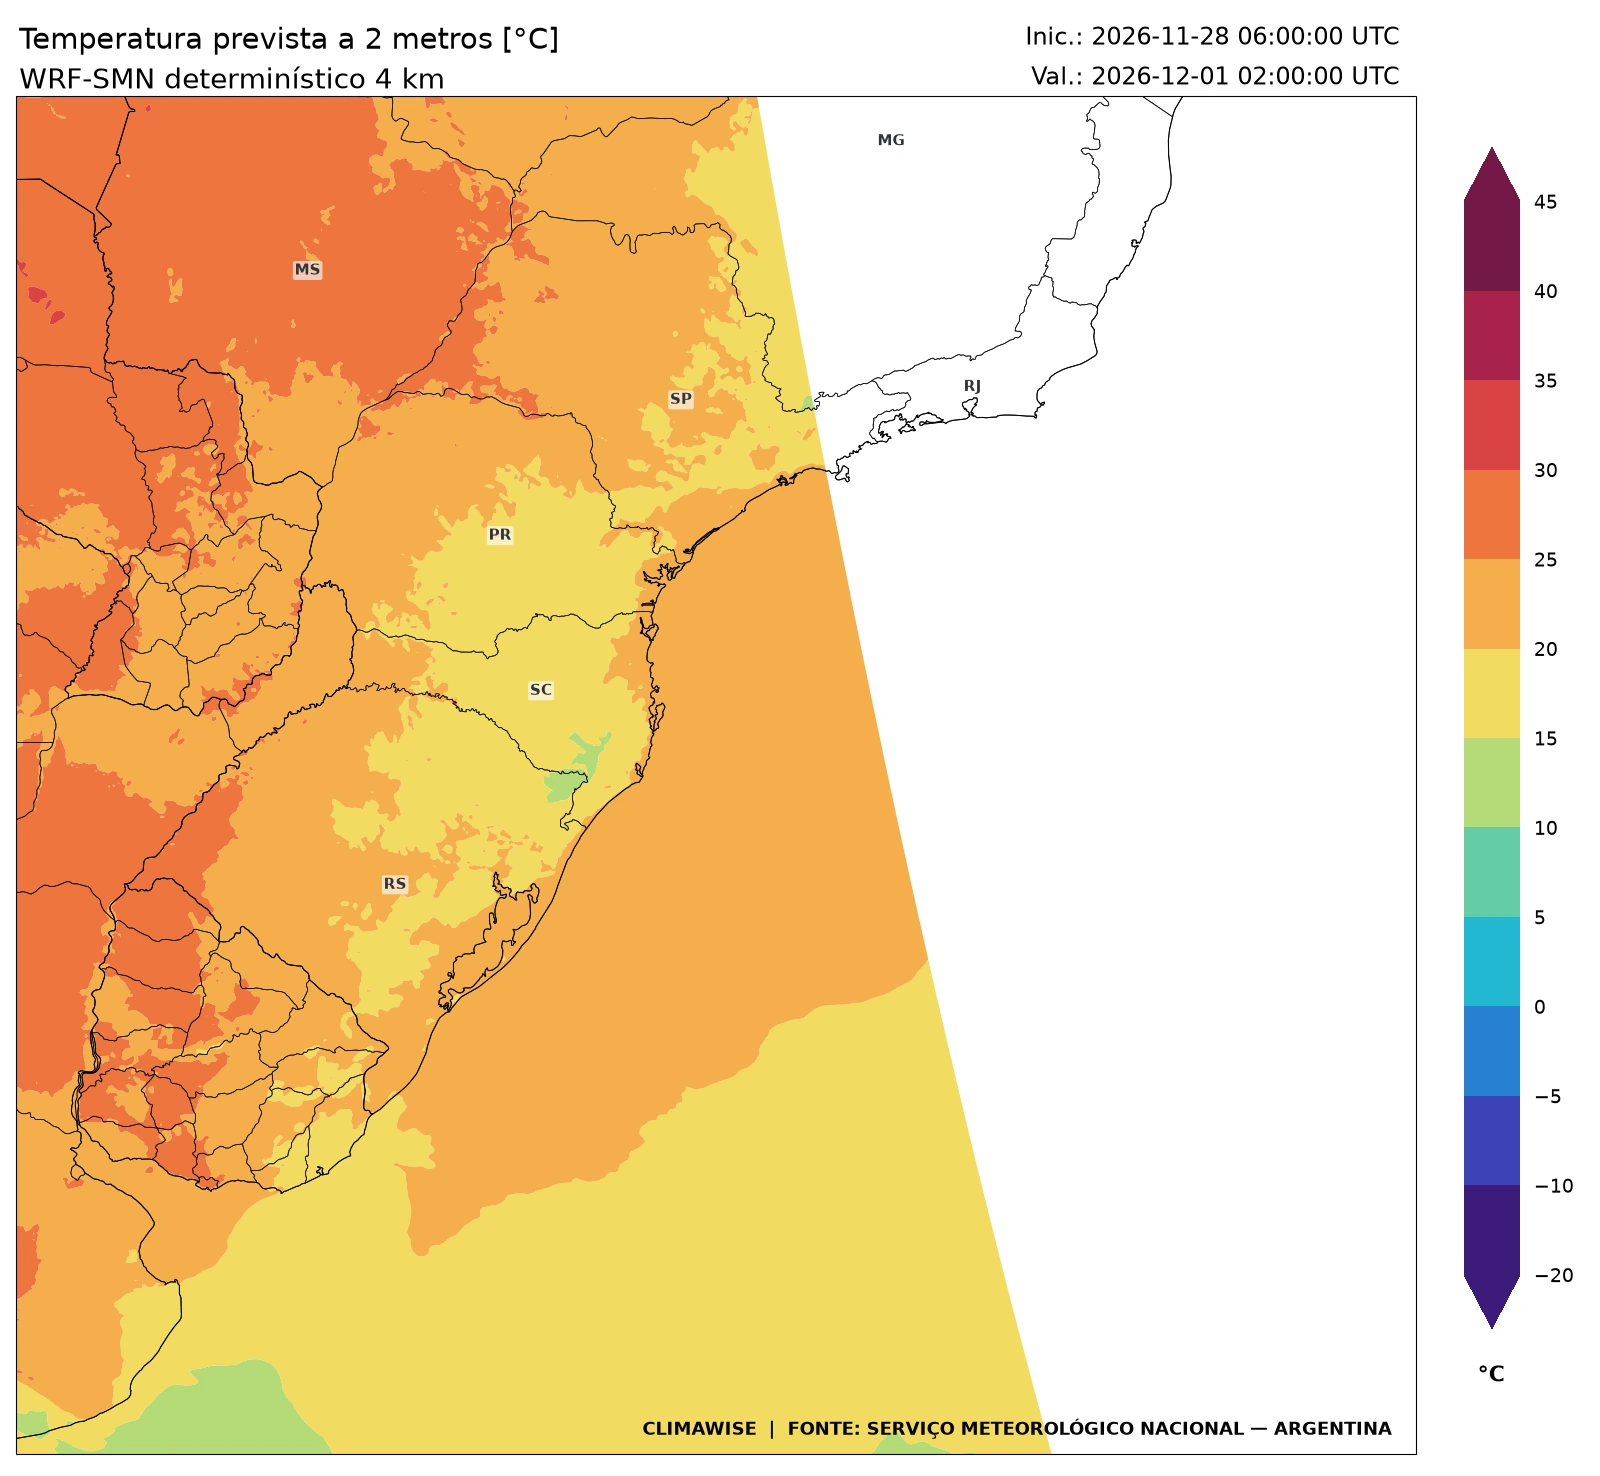 Temperatura prevista a 2 metros [°C]
WRF-SMN determinístico 4 km
Inic.: 2026-11-28 06:00:00 UTC
Val.: 2026-12-01 02:00:00 UTC
MG
MS
RJ
SP
PR
SC
RS
45
40
35
30
25
20
15
10
5
0
−5
−10
−20
°C
CLIMAWISE | FONTE: SERVIÇO METEOROLÓGICO NACIONAL — ARGENTINA